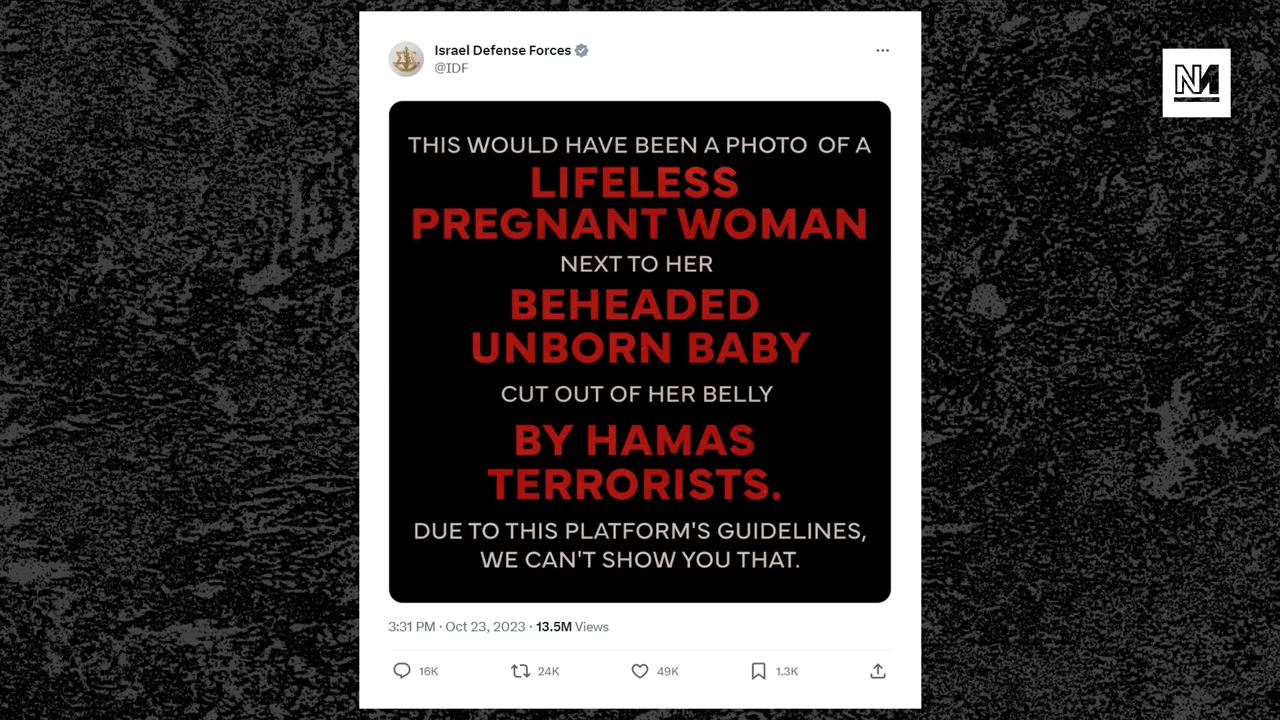 Israel Defense Forces
@IDF
THIS WOULD HAVE BEEN A PHOTO OF A
LIFELESS
PREGNANT WOMAN
NEXT TO HER
BEHEADED
UNBORN BABY
CUT OUT OF HER BELLY
BY HAMAS
TERRORISTS.
DUE TO THIS PLATFORM'S GUIDELINES,
WE CAN'T SHOW YOU THAT.
3:31 PM · Oct 23, 2023 · 13.5M Views
16K 24K 49K 1.3K
NM